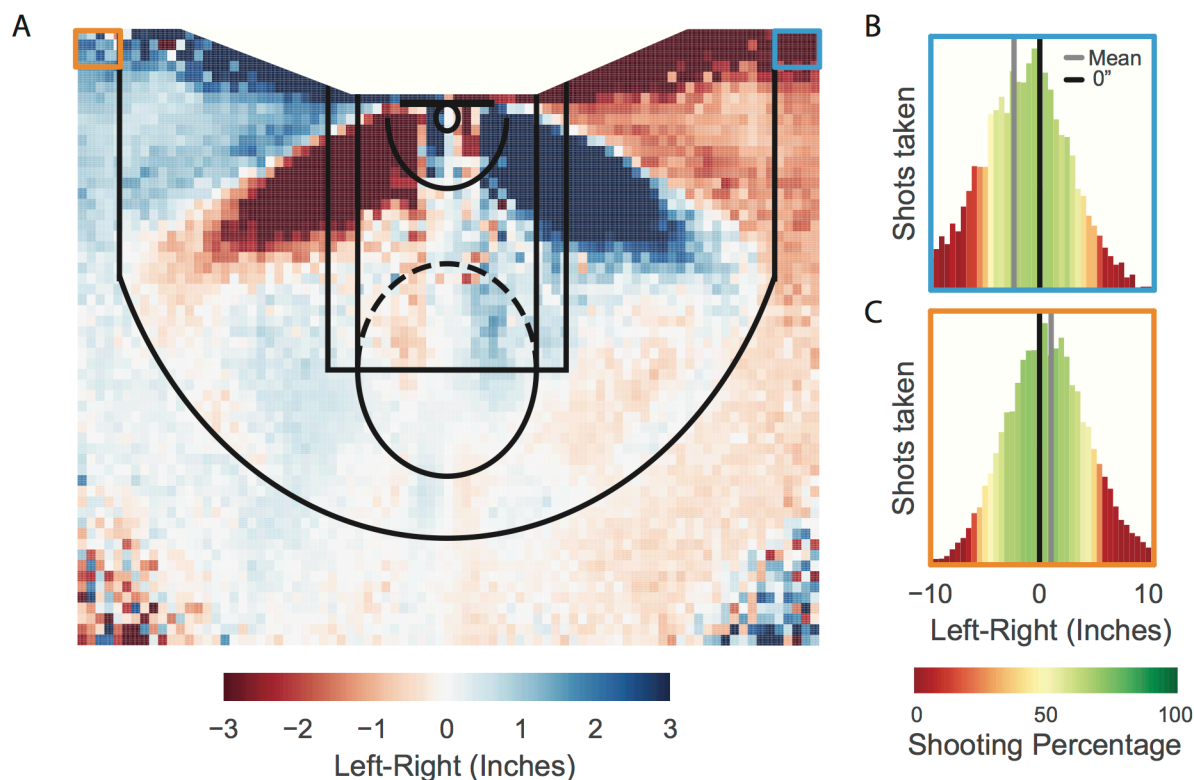 A
B
Mean
0”
Shots taken
C
Shots taken
−10 0 10
Left-Right (Inches)
−3 −2 −1 0 1 2 3
Left-Right (Inches)
0 50 100
Shooting Percentage